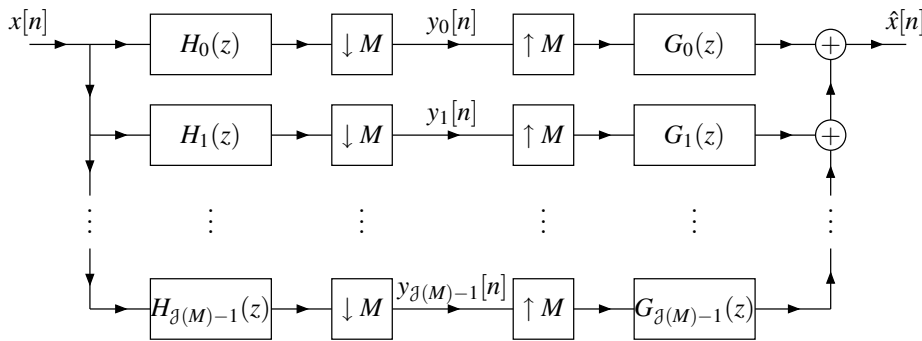 x[n] H₀(z) ↓ M y₀[n] ↑ M G₀(z) + x̂[n]
H₁(z) ↓ M y₁[n] ↑ M G₁(z) +
⋮ ⋮ ⋮ ⋮ ⋮ ⋮
H_{𝒥(M)−1}(z) ↓ M y_{𝒥(M)−1}[n] ↑ M G_{𝒥(M)−1}(z)